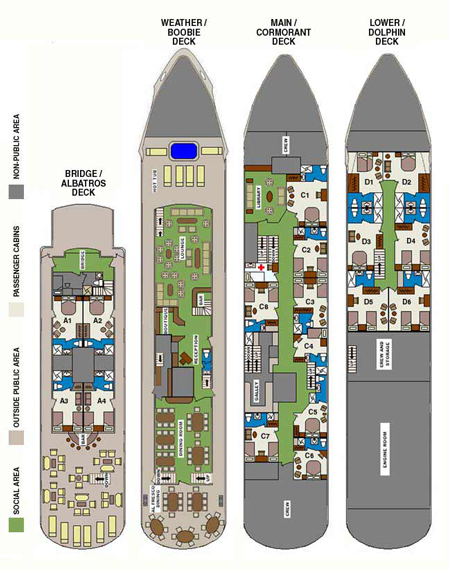 WEATHER /
BOOBIE
DECK
MAIN /
CORMORANT
DECK
LOWER /
DOLPHIN
DECK
BRIDGE /
ALBATROS
DECK
NON-PUBLIC AREA
PASSENGER CABINS
OUTSIDE PUBLIC AREA
SOCIAL AREA
BRIDGE
A1
A2
A3
A4
BAR
DOWN
HOT TUB
LOUNGE
BAR
BOUTIQUE
RECEPTION
DINING ROOM
UP
AL FRESCO
DINING
CREW
LIBRARY
C1
C2
C3
C8
C4
GALLEY
C5
C7
C6
CREW
D1
D2
D3
D4
D5
D6
CREW AND
STORAGE
ENGINE ROOM